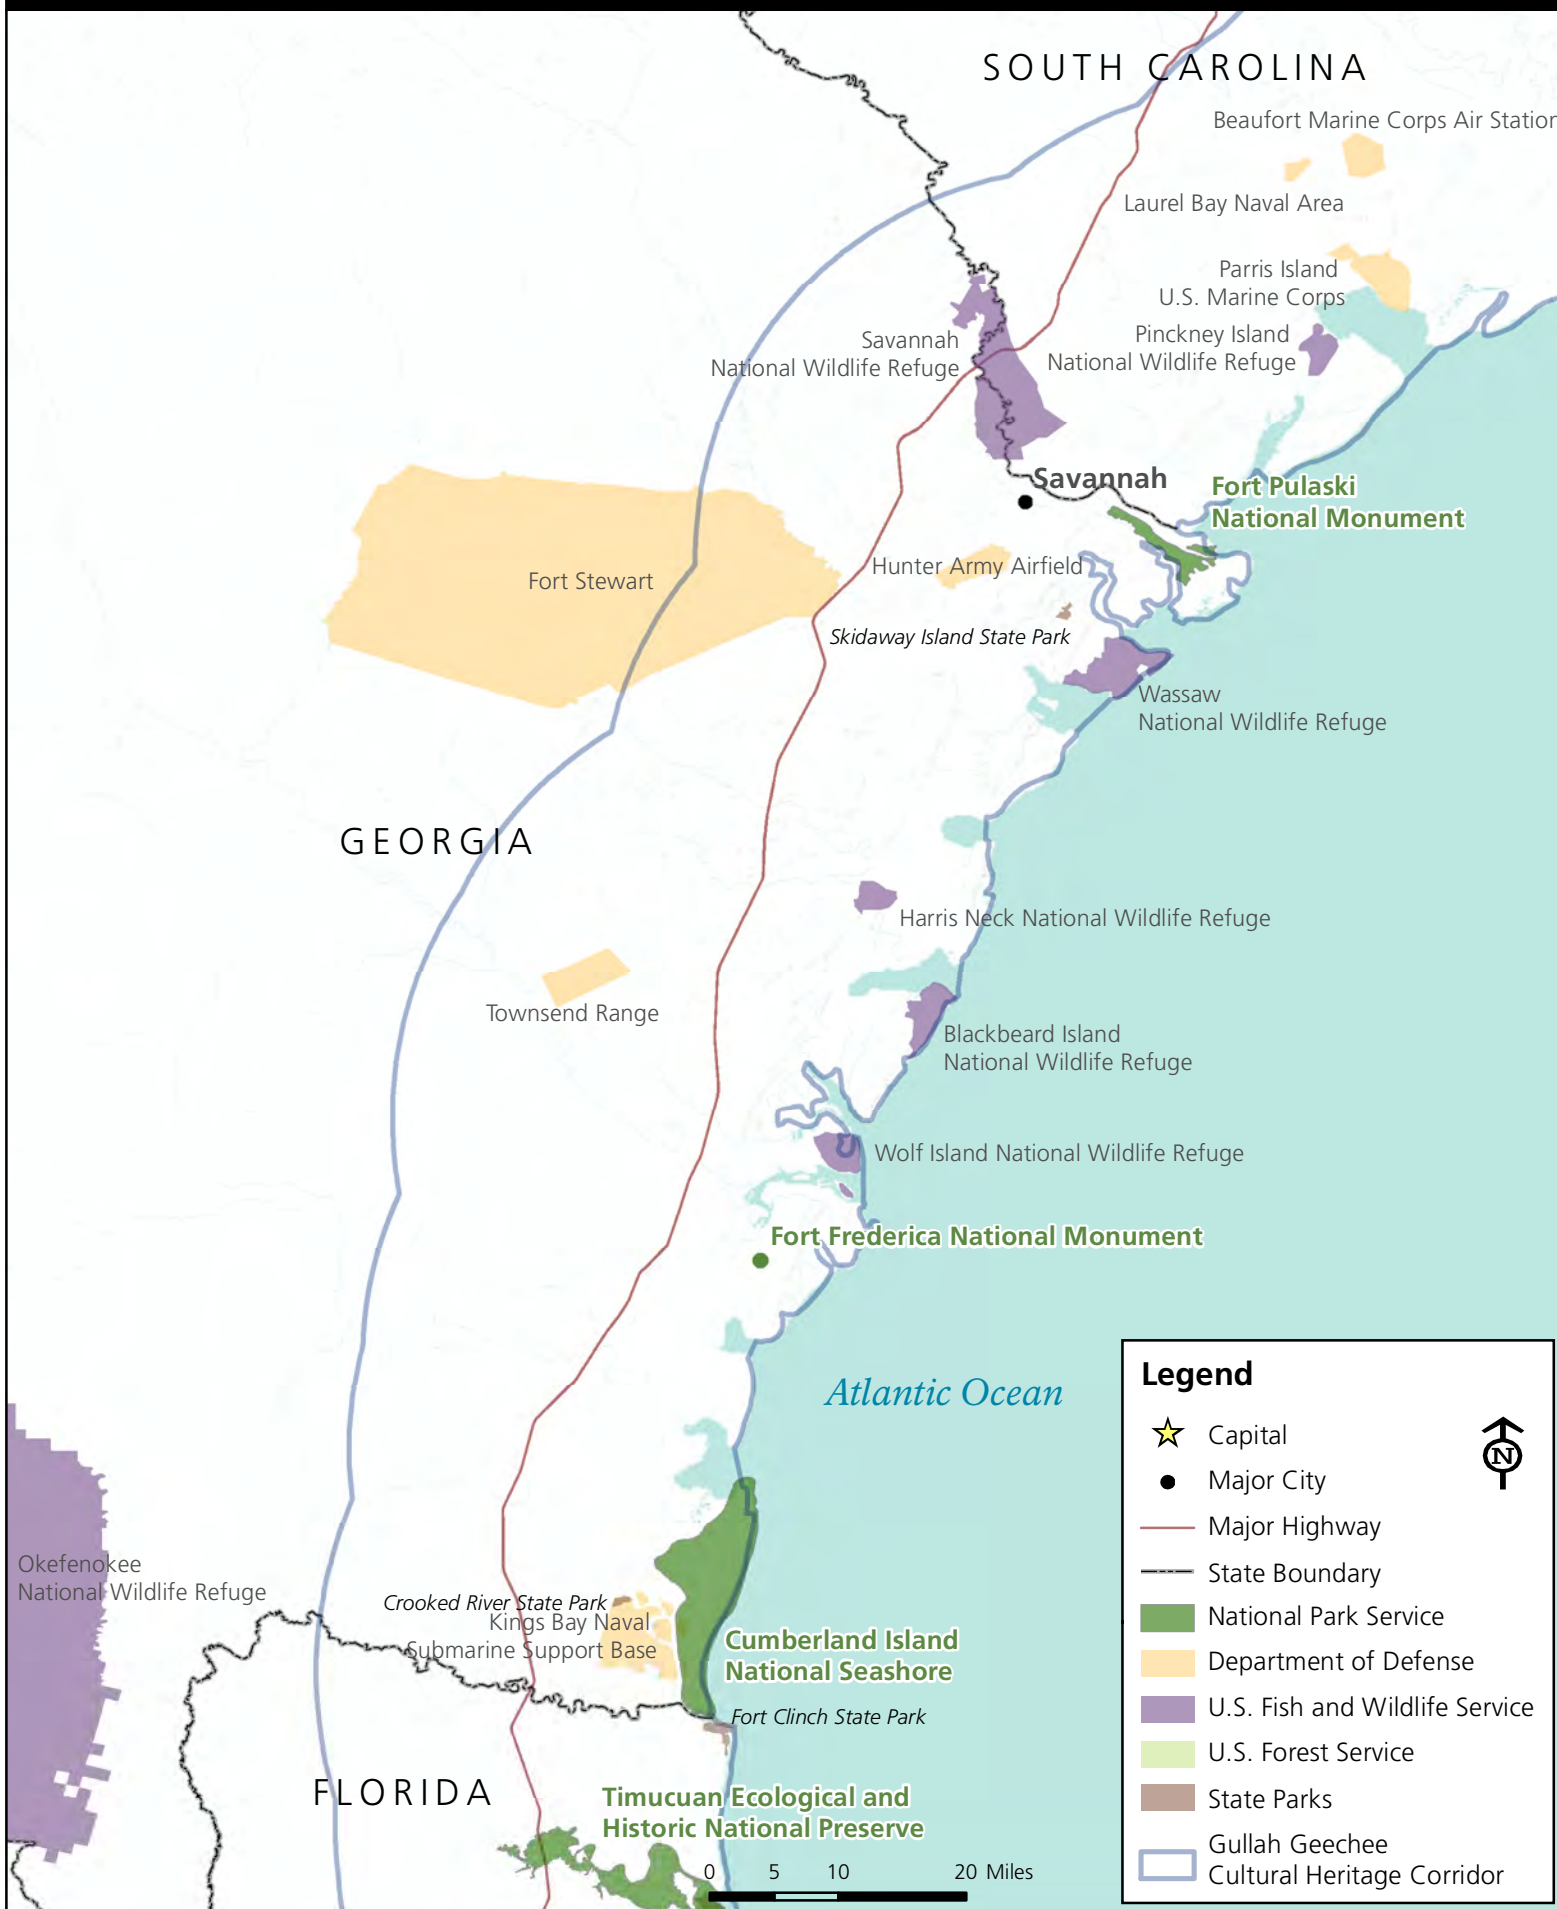 SOUTH CAROLINA
Beaufort Marine Corps Air Station
Laurel Bay Naval Area
Parris Island
U.S. Marine Corps
Pinckney Island
National Wildlife Refuge
Savannah
National Wildlife Refuge
Savannah
Fort Pulaski
National Monument
Hunter Army Airfield
Fort Stewart
Skidaway Island State Park
Wassaw
National Wildlife Refuge
GEORGIA
Harris Neck National Wildlife Refuge
Townsend Range
Blackbeard Island
National Wildlife Refuge
Wolf Island National Wildlife Refuge
Fort Frederica National Monument
Atlantic Ocean
Okefenokee
National Wildlife Refuge
Crooked River State Park
Kings Bay Naval
Submarine Support Base
Cumberland Island
National Seashore
Fort Clinch State Park
FLORIDA
Timucuan Ecological and
Historic National Preserve
0 5 10 20 Miles
Legend
Capital
N
Major City
Major Highway
State Boundary
National Park Service
Department of Defense
U.S. Fish and Wildlife Service
U.S. Forest Service
State Parks
Gullah Geechee
Cultural Heritage Corridor